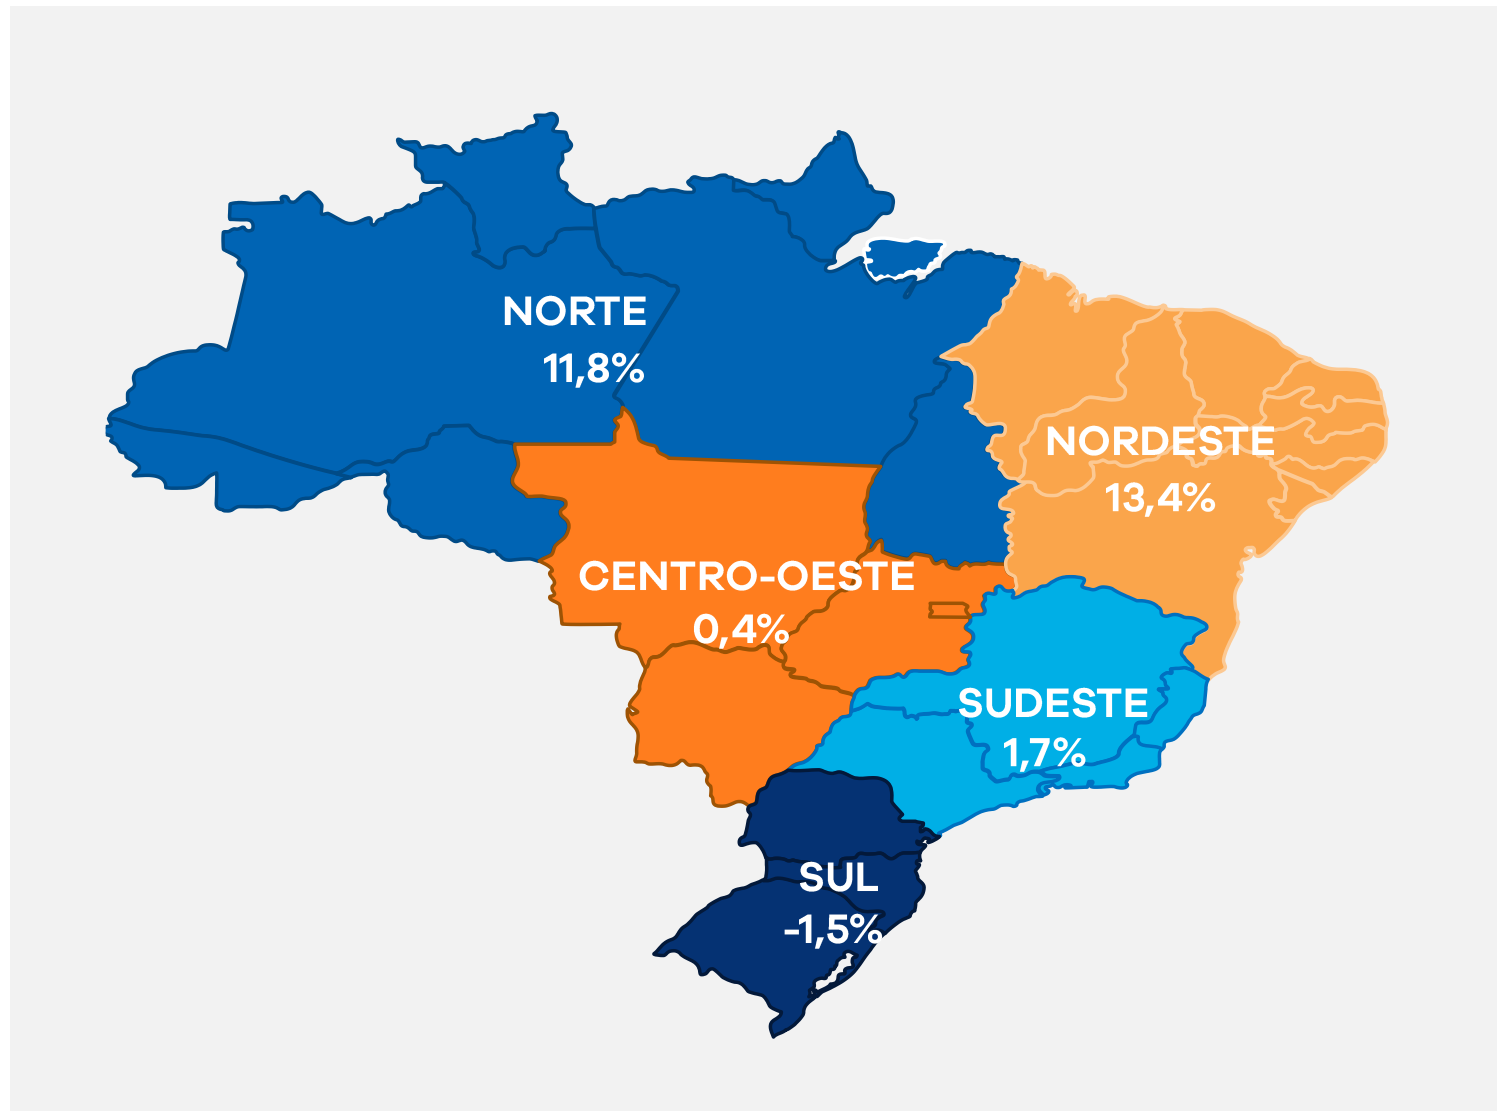 NORTE
11,8%
NORDESTE
13,4%
CENTRO-OESTE
0,4%
SUDESTE
1,7%
SUL
-1,5%